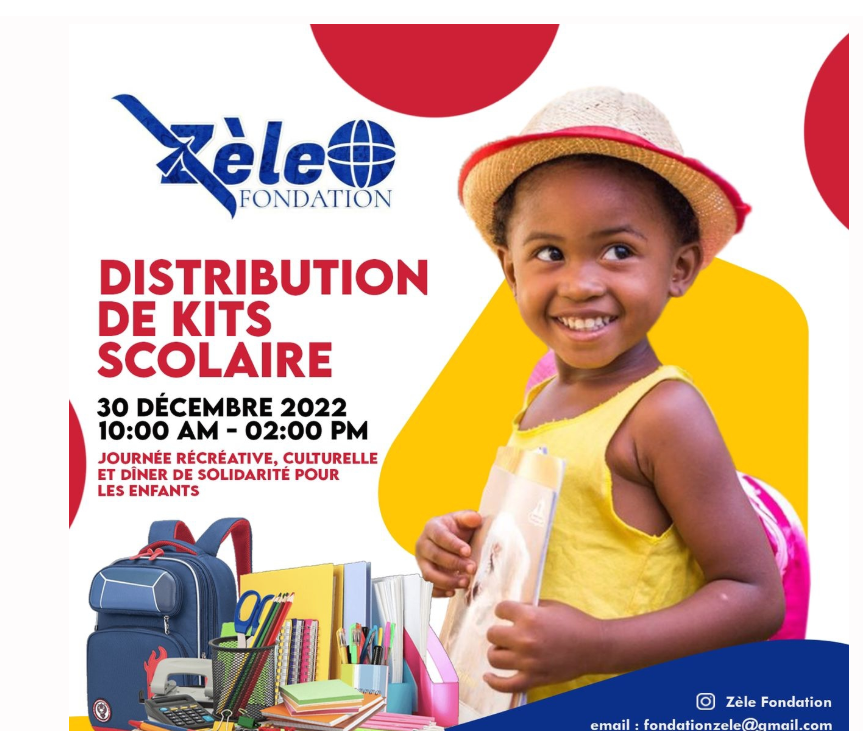 Zèle
FONDATION
DISTRIBUTION
DE KITS
SCOLAIRE
30 DÉCEMBRE 2022
10:00 AM - 02:00 PM
JOURNÉE RÉCRÉATIVE, CULTURELLE
ET DÎNER DE SOLIDARITÉ POUR
LES ENFANTS
Zèle Fondation
email : fondationzele@gmail.com